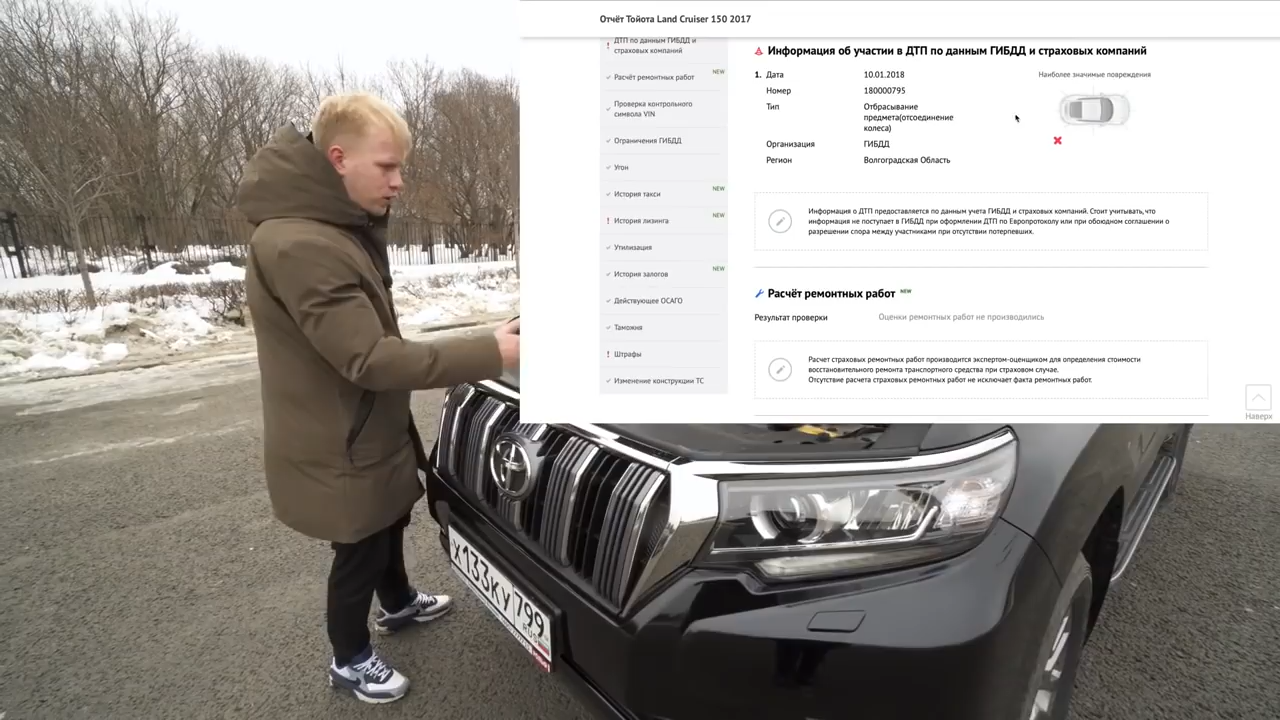 Отчёт Тойота Land Cruiser 150 2017
ДТП по данным ГИБДД и
страховых компаний
Расчёт ремонтных работ
NEW
Проверка контрольного
символа VIN
Ограничения ГИБДД
Угон
История такси
NEW
История лизинга
NEW
Утилизация
История залогов
NEW
Действующее ОСАГО
Таможня
Штрафы
Изменение конструкции ТС
Информация об участии в ДТП по данным ГИБДД и страховых компаний
1. Дата 10.01.2018
Номер 180000795
Тип Отбрасывание
предмета(отсоединение
колеса)
Организация ГИБДД
Регион Волгоградская Область
Наиболее значимые повреждения
Информация о ДТП предоставляется по данным учета ГИБДД и страховых компаний. Стоит учитывать, что
информация не поступает в ГИБДД при оформлении ДТП по Европротоколу или при обоюдном соглашении о
разрешении спора между участниками при отсутствии потерпевших.
Расчёт ремонтных работ NEW
Результат проверки Оценки ремонтных работ не производились
Расчет страховых ремонтных работ производится экспертом-оценщиком для определения стоимости
восстановительного ремонта транспортного средства при страховом случае.
Отсутствие расчета страховых ремонтных работ не исключает факта ремонтных работ.
Наверх
Х133КУ 799
RUS